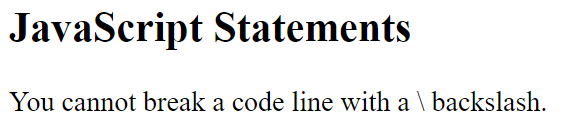 JavaScript Statements
You cannot break a code line with a \ backslash.